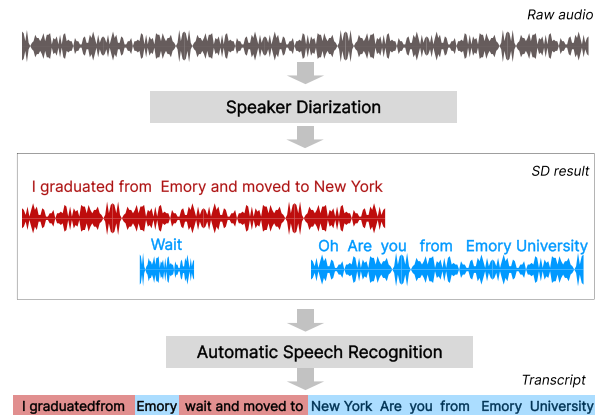 Raw audio
Speaker Diarization
SD result
I graduated from Emory and moved to New York
Wait
Oh Are you from Emory University
Automatic Speech Recognition
Transcript
I graduatedfrom Emory wait and moved to New York Are you from Emory University